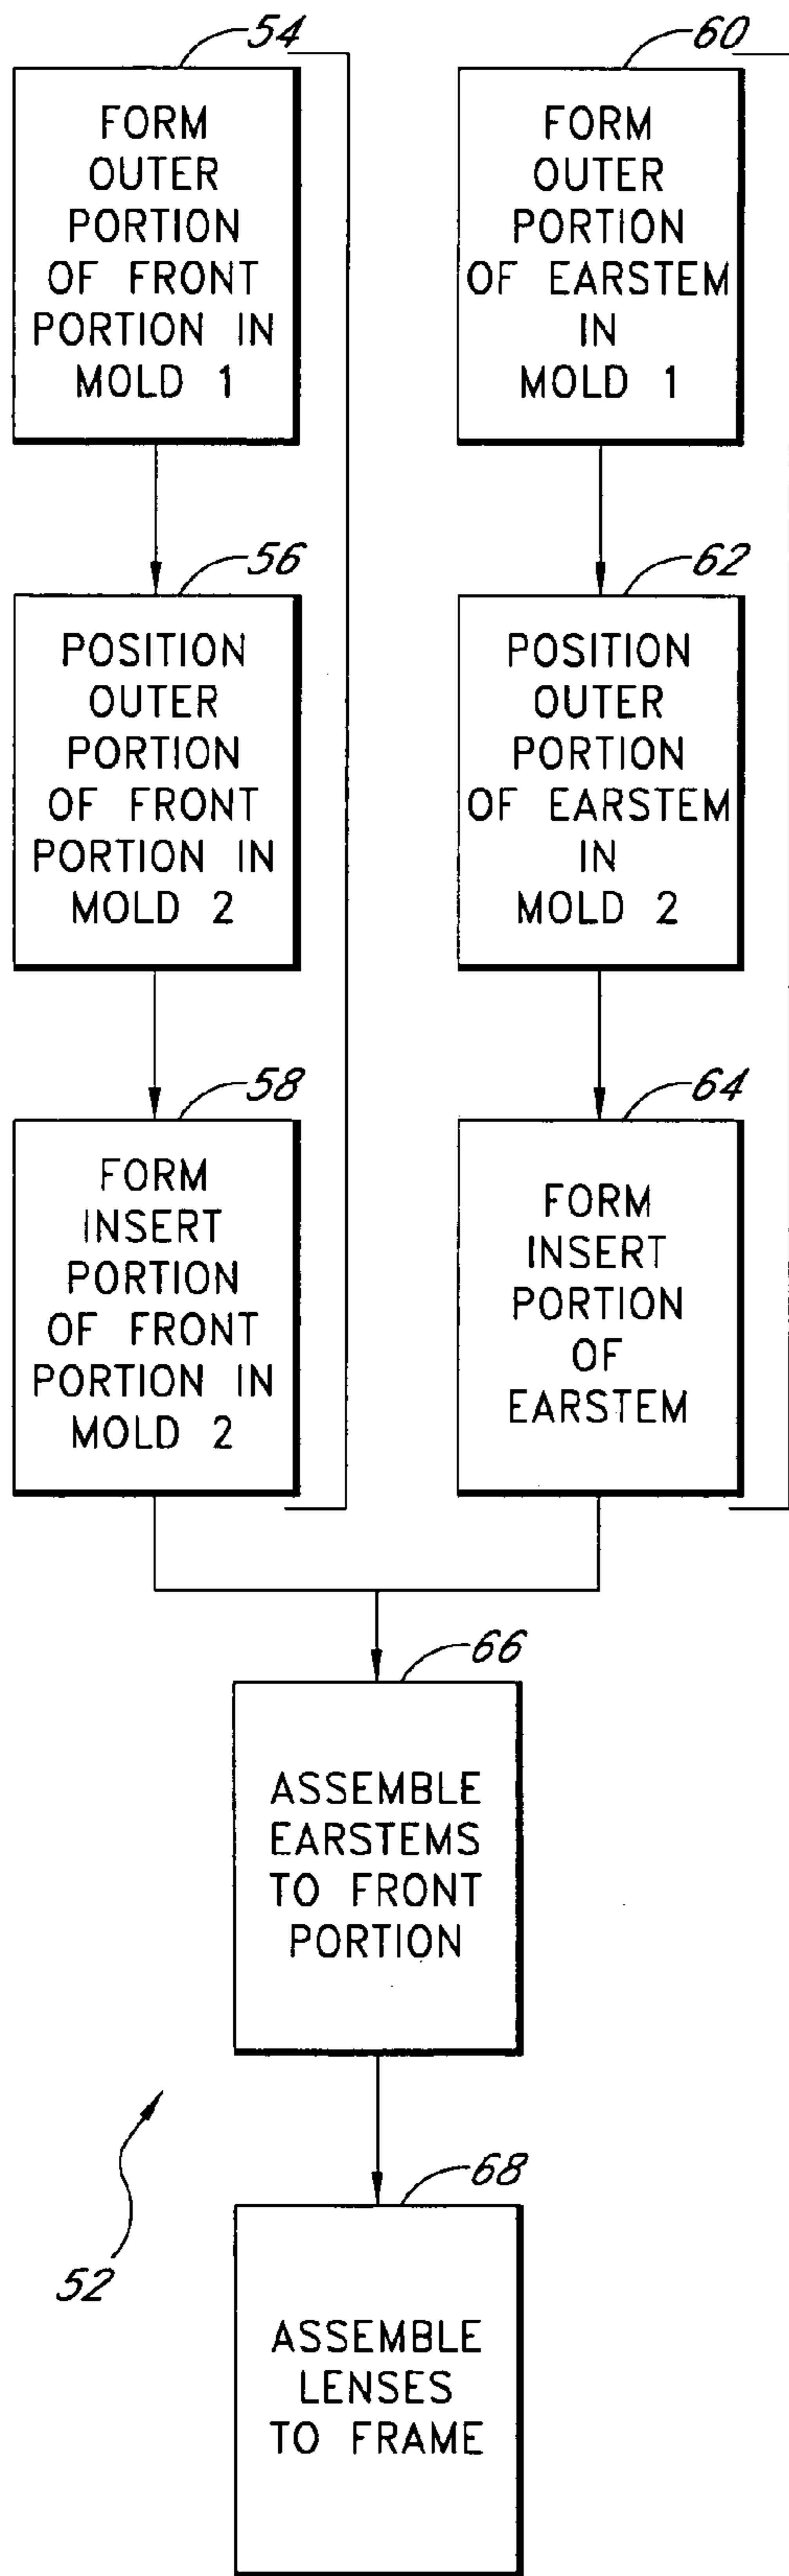 54
FORM
OUTER
PORTION
OF FRONT
PORTION IN
MOLD 1
56
POSITION
OUTER
PORTION
OF FRONT
PORTION IN
MOLD 2
58
FORM
INSERT
PORTION
OF FRONT
PORTION IN
MOLD 2
60
FORM
OUTER
PORTION
OF EARSTEM
IN
MOLD 1
62
POSITION
OUTER
PORTION
OF EARSTEM
IN
MOLD 2
64
FORM
INSERT
PORTION
OF
EARSTEM
66
ASSEMBLE
EARSTEMS
TO FRONT
PORTION
52
68
ASSEMBLE
LENSES
TO FRAME